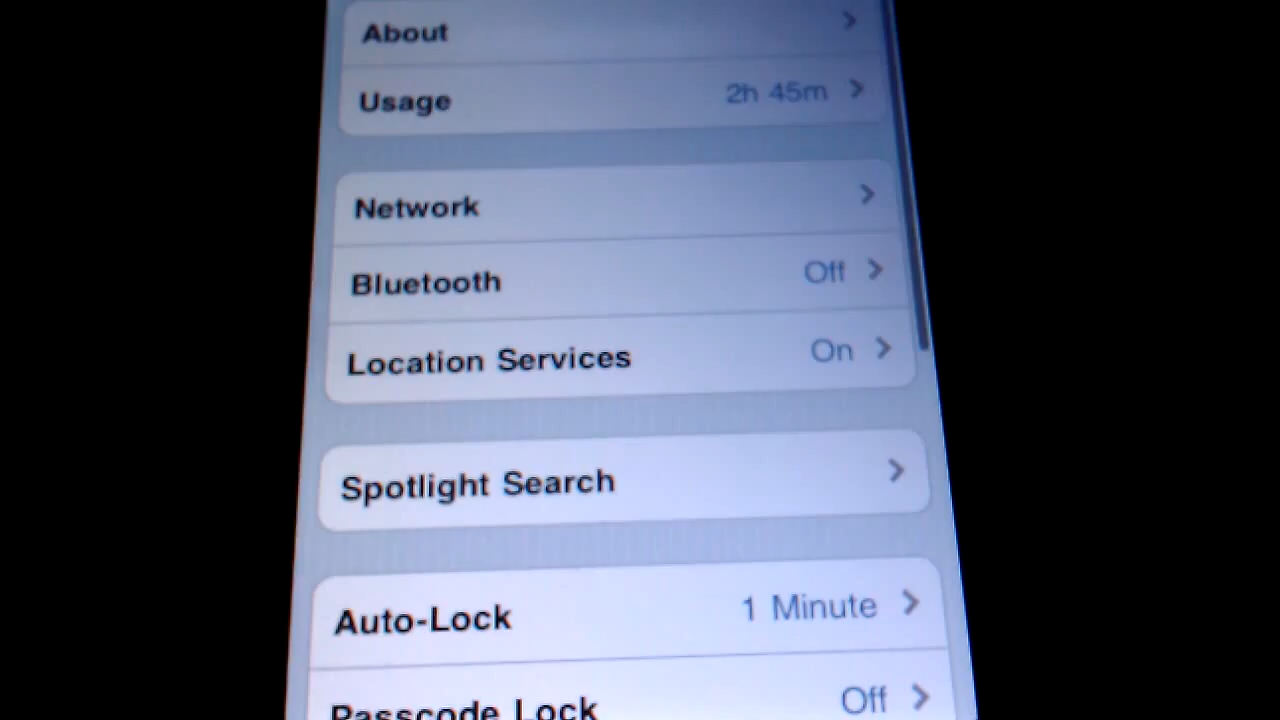 About
Usage 2h 45m
Network
Bluetooth Off
Location Services On
Spotlight Search
Auto-Lock 1 Minute
Passcode Lock Off